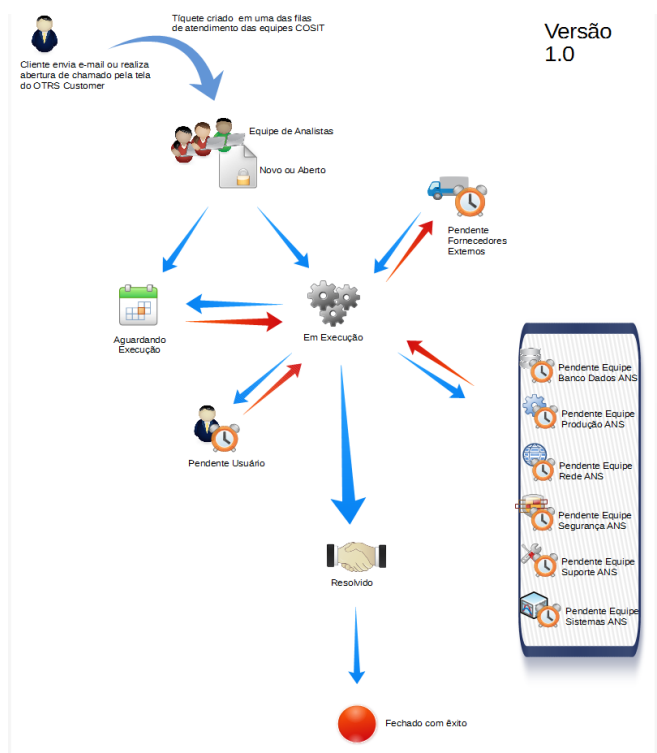 Tíquete criado em uma das filas
de atendimento das equipes COSIT
Versão
1.0
Cliente envia e-mail ou realiza
abertura de chamado pela tela
do OTRS Customer
Equipe de Analistas
Novo ou Aberto
Pendente
Fornecedores
Externos
Aguardando
Execução
Em Execução
Pendente Usuário
Pendente Equipe
Banco Dados ANS
Pendente Equipe
Produção ANS
Pendente Equipe
Rede ANS
Pendente Equipe
Segurança ANS
Pendente Equipe
Suporte ANS
Pendente Equipe
Sistemas ANS
Resolvido
Fechado com êxito